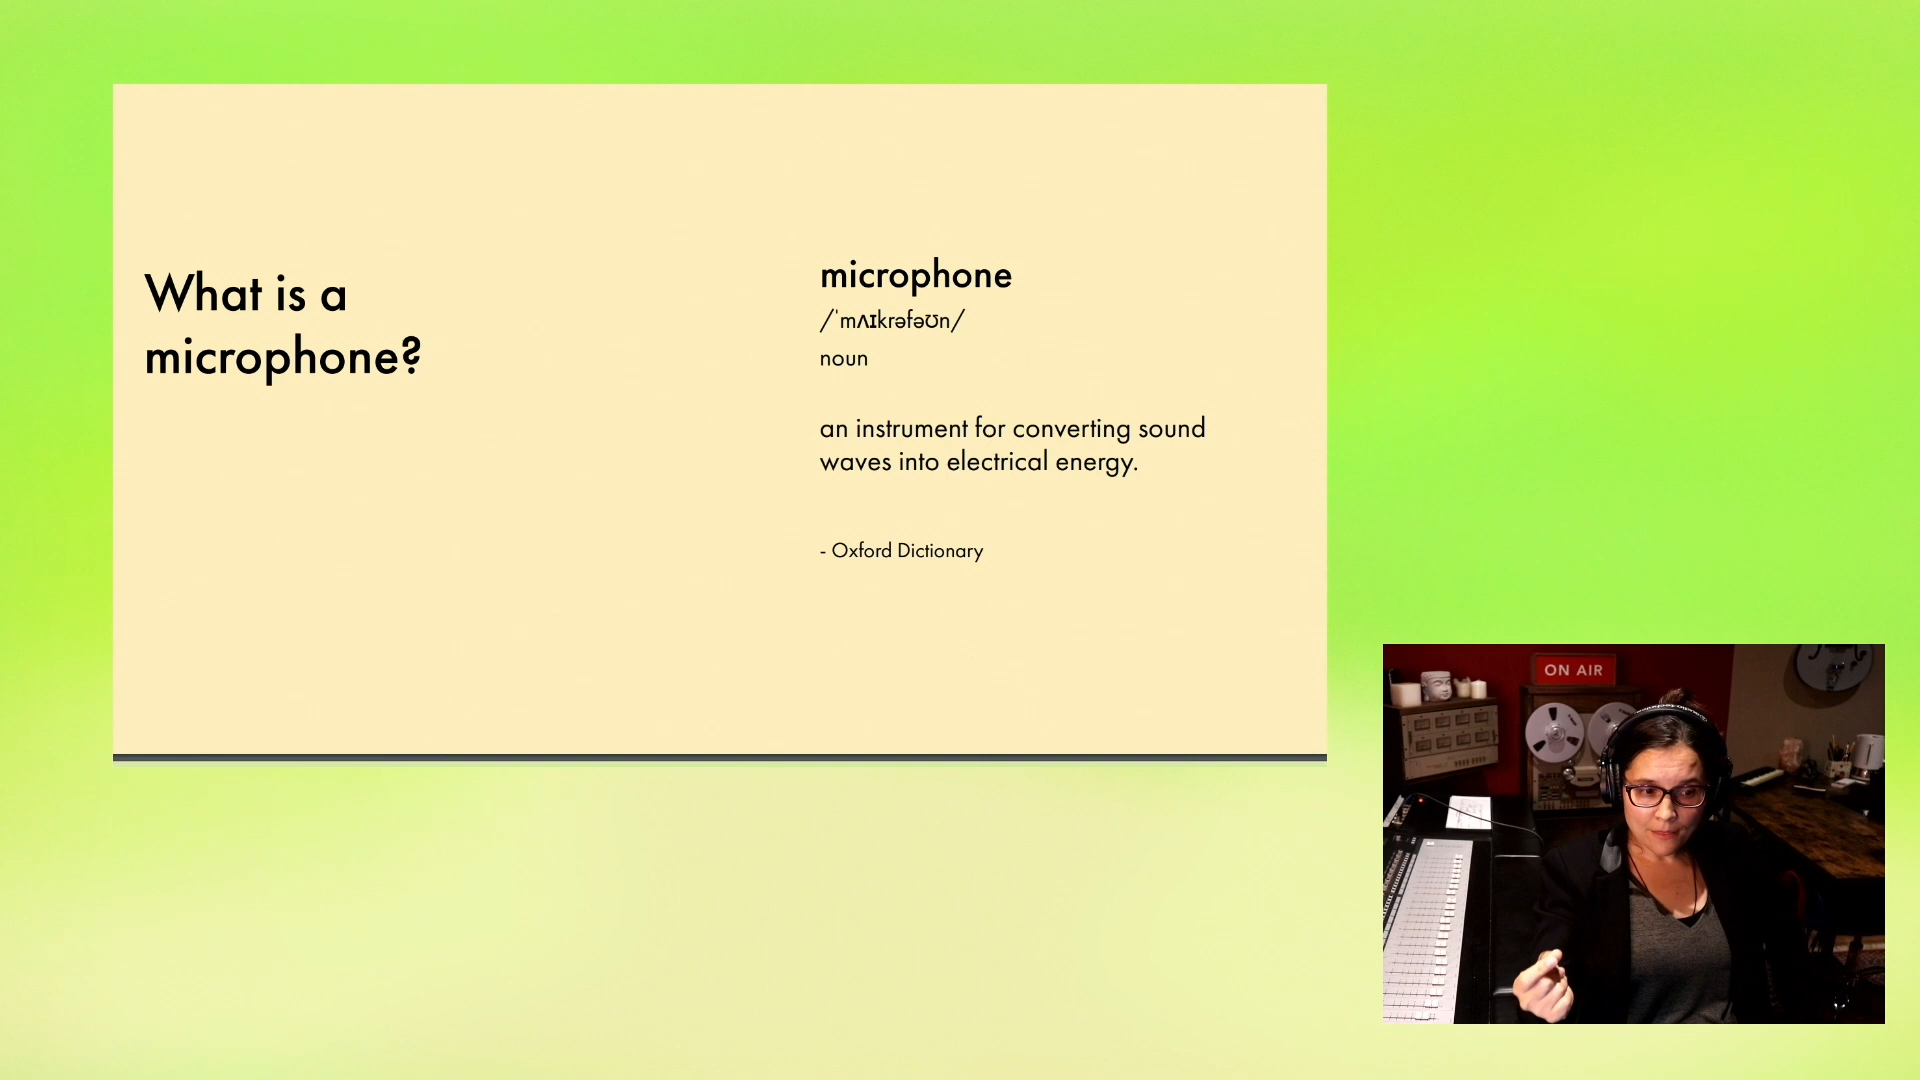 What is a
microphone?
microphone
/ˈmʌɪkrəfəʊn/
noun
an instrument for converting sound
waves into electrical energy.
- Oxford Dictionary
ON AIR